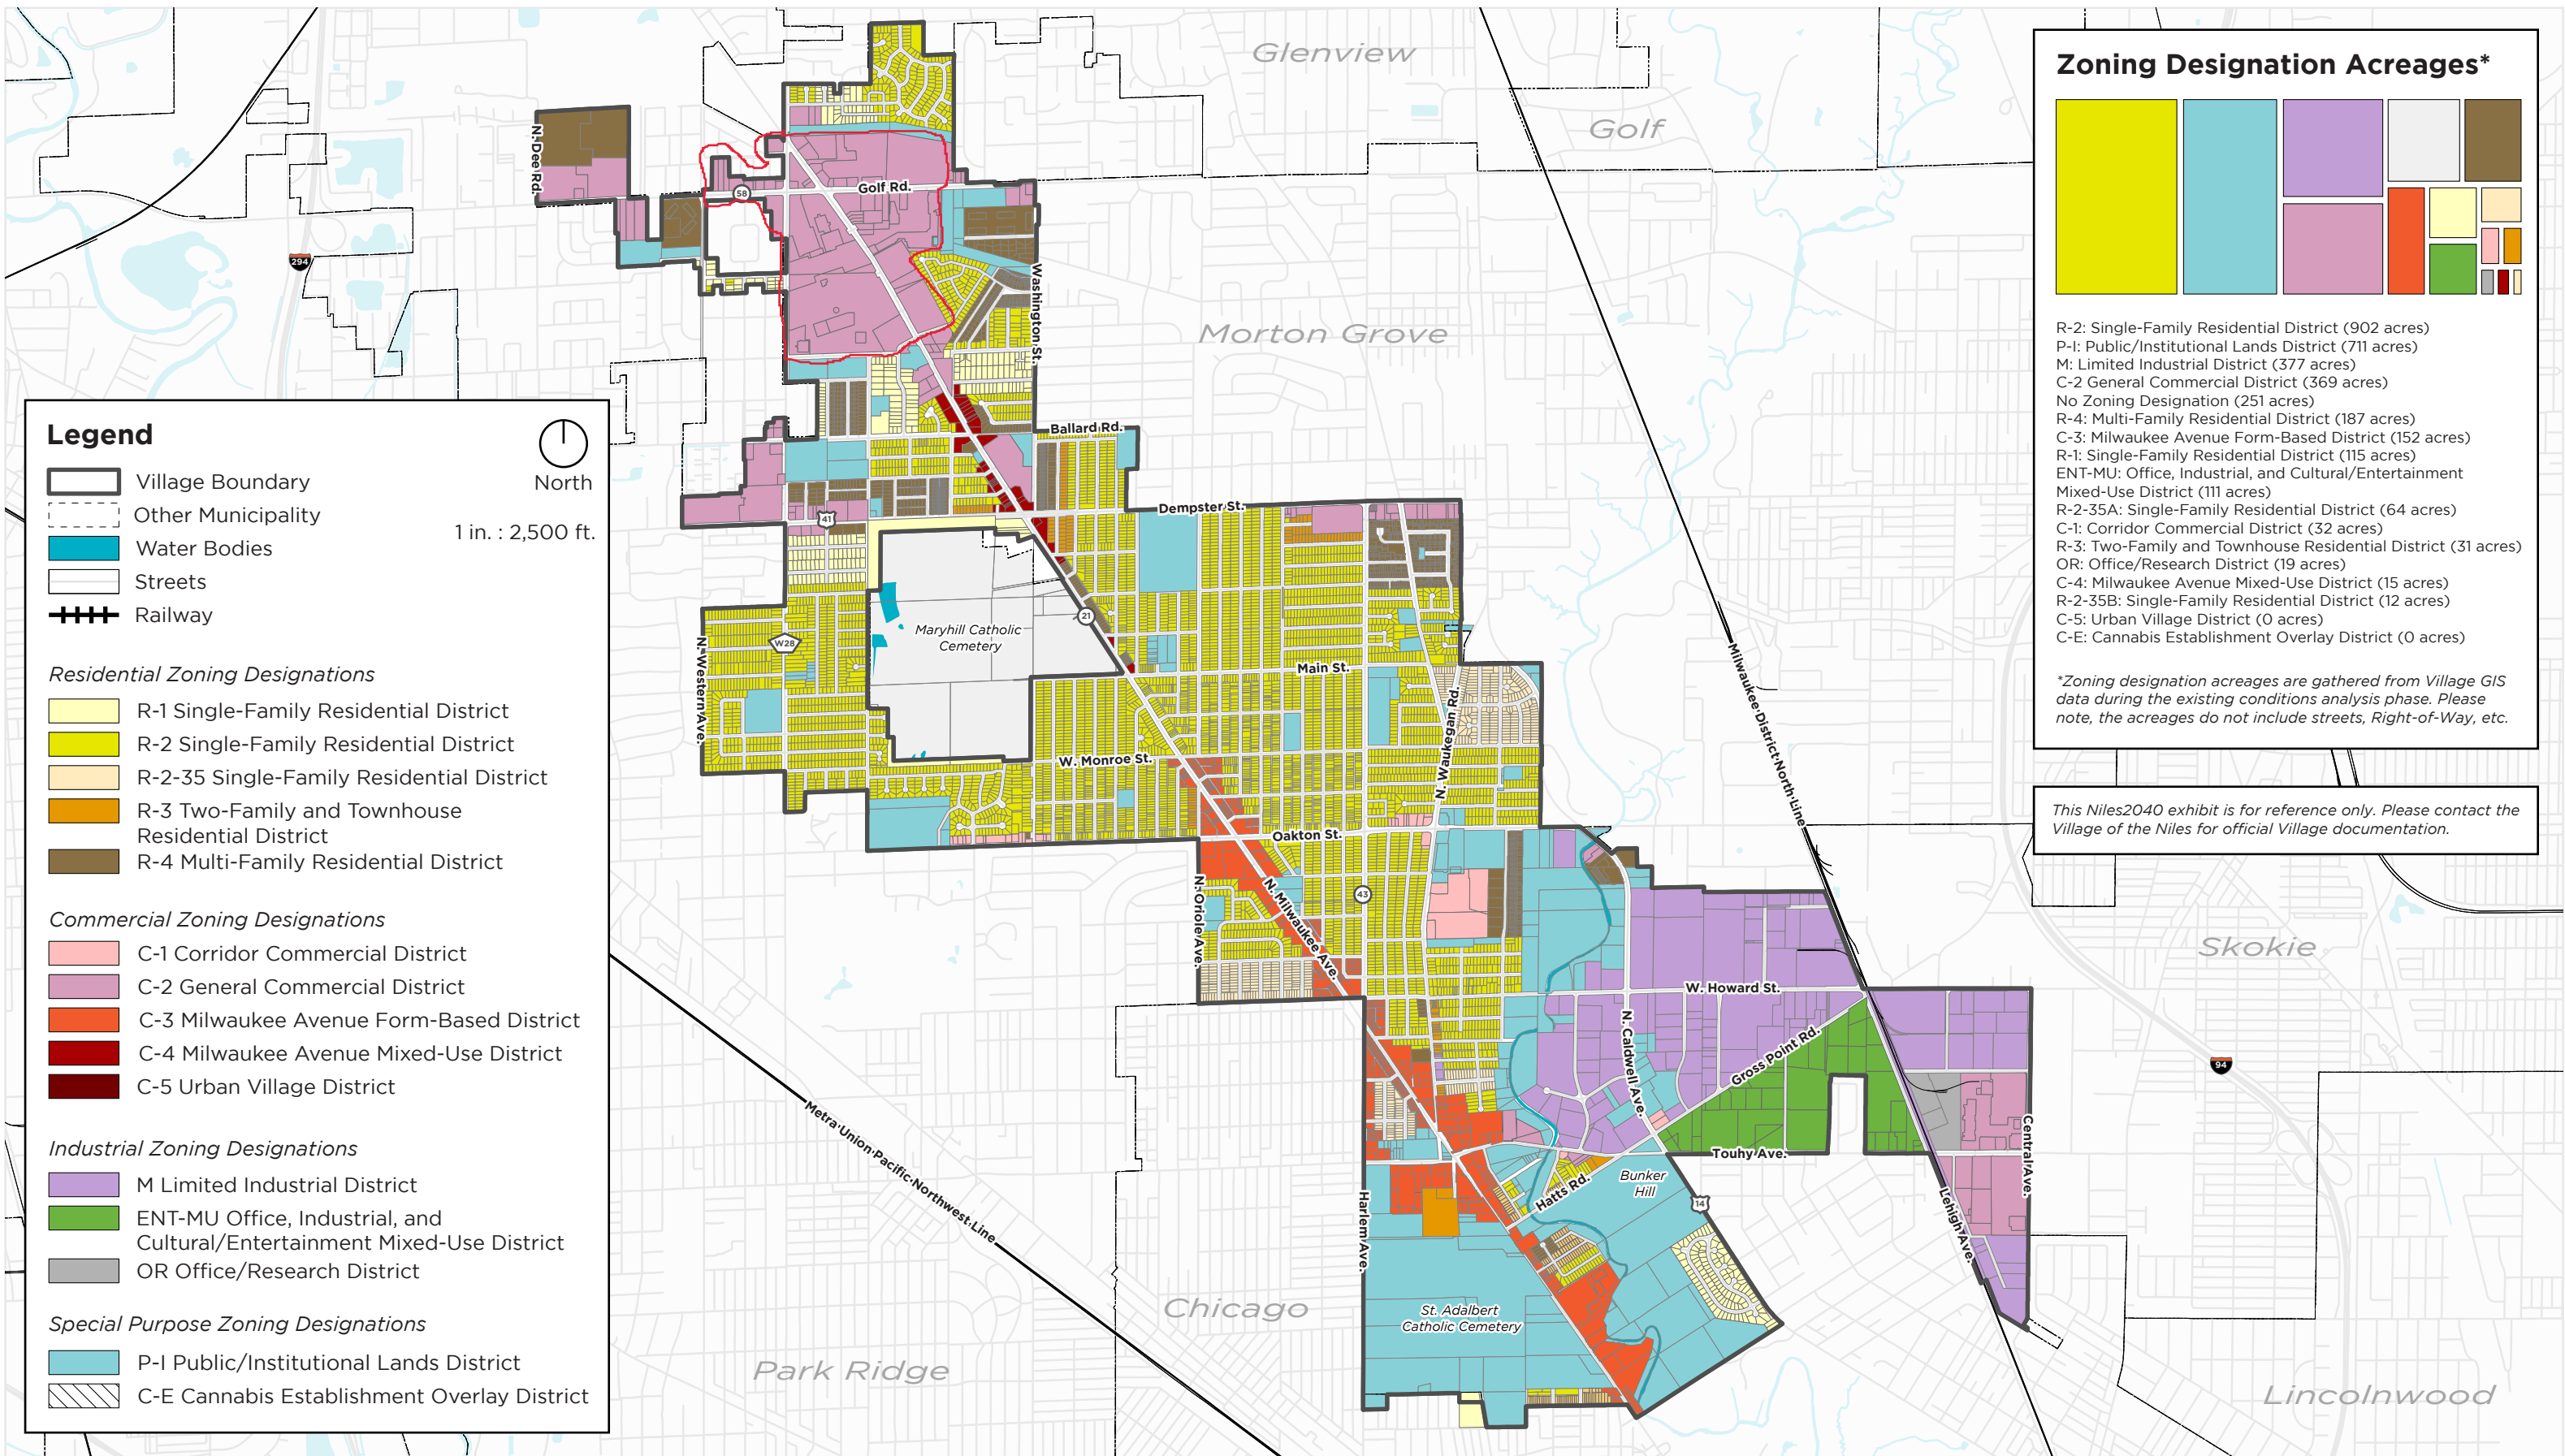 Glenview
Golf
Morton Grove
Skokie
Lincolnwood
Chicago
Park Ridge
N. Dee Rd.
58
Golf Rd.
294
Washington St.
Ballard Rd.
Dempster St.
41
Maryhill Catholic
Cemetery
21
W28
N. Western Ave.
Main St.
W. Monroe St.
N. Waukegan Rd.
Oakton St.
N. Oriole Ave.
N. Milwaukee Ave.
43
W. Howard St.
N. Caldwell Ave.
Gross Point Rd.
Touhy Ave.
Hatts Rd.
Bunker
Hill
14
Harlem Ave.
St. Adalbert
Catholic Cemetery
Central Ave.
Lehigh Ave.
94
Milwaukee District North Line
Metra Union Pacific Northwest Line
Legend
North
1 in. : 2,500 ft.
Village Boundary
Other Municipality
Water Bodies
Streets
Railway
Residential Zoning Designations
R-1 Single-Family Residential District
R-2 Single-Family Residential District
R-2-35 Single-Family Residential District
R-3 Two-Family and Townhouse
Residential District
R-4 Multi-Family Residential District
Commercial Zoning Designations
C-1 Corridor Commercial District
C-2 General Commercial District
C-3 Milwaukee Avenue Form-Based District
C-4 Milwaukee Avenue Mixed-Use District
C-5 Urban Village District
Industrial Zoning Designations
M Limited Industrial District
ENT-MU Office, Industrial, and
Cultural/Entertainment Mixed-Use District
OR Office/Research District
Special Purpose Zoning Designations
P-I Public/Institutional Lands District
C-E Cannabis Establishment Overlay District
Zoning Designation Acreages*
R-2: Single-Family Residential District (902 acres)
P-I: Public/Institutional Lands District (711 acres)
M: Limited Industrial District (377 acres)
C-2 General Commercial District (369 acres)
No Zoning Designation (251 acres)
R-4: Multi-Family Residential District (187 acres)
C-3: Milwaukee Avenue Form-Based District (152 acres)
R-1: Single-Family Residential District (115 acres)
ENT-MU: Office, Industrial, and Cultural/Entertainment
Mixed-Use District (111 acres)
R-2-35A: Single-Family Residential District (64 acres)
C-1: Corridor Commercial District (32 acres)
R-3: Two-Family and Townhouse Residential District (31 acres)
OR: Office/Research District (19 acres)
C-4: Milwaukee Avenue Mixed-Use District (15 acres)
R-2-35B: Single-Family Residential District (12 acres)
C-5: Urban Village District (0 acres)
C-E: Cannabis Establishment Overlay District (0 acres)
*Zoning designation acreages are gathered from Village GIS
data during the existing conditions analysis phase. Please
note, the acreages do not include streets, Right-of-Way, etc.
This Niles2040 exhibit is for reference only. Please contact the
Village of the Niles for official Village documentation.